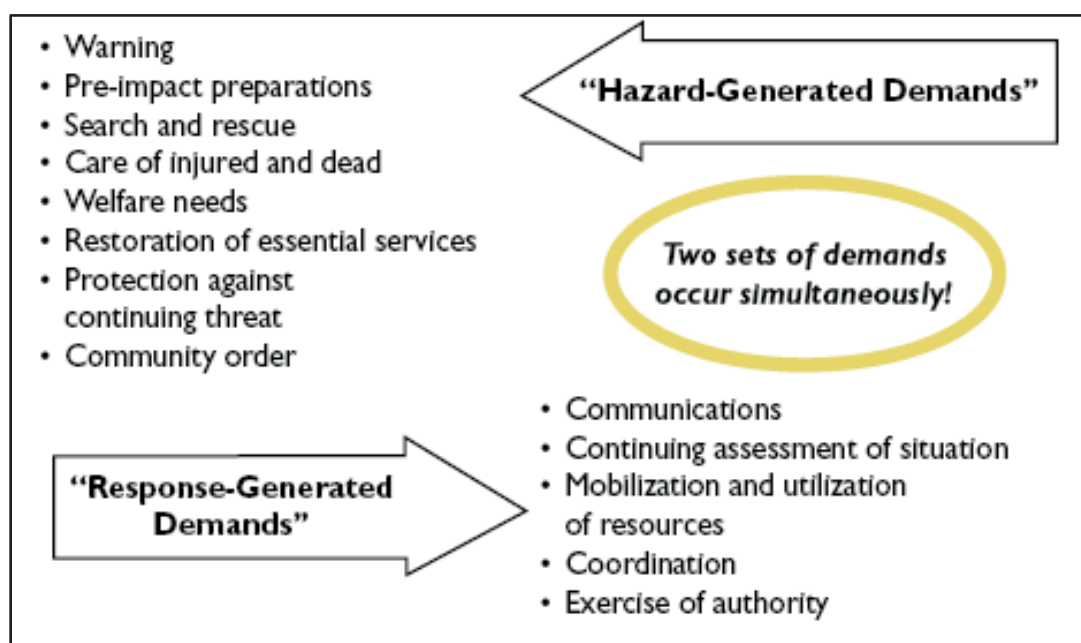 • Warning
• Pre-impact preparations
• Search and rescue
• Care of injured and dead
• Welfare needs
• Restoration of essential services
• Protection against
continuing threat
• Community order
“Hazard-Generated Demands”
Two sets of demands
occur simultaneously!
“Response-Generated
Demands”
• Communications
• Continuing assessment of situation
• Mobilization and utilization
of resources
• Coordination
• Exercise of authority